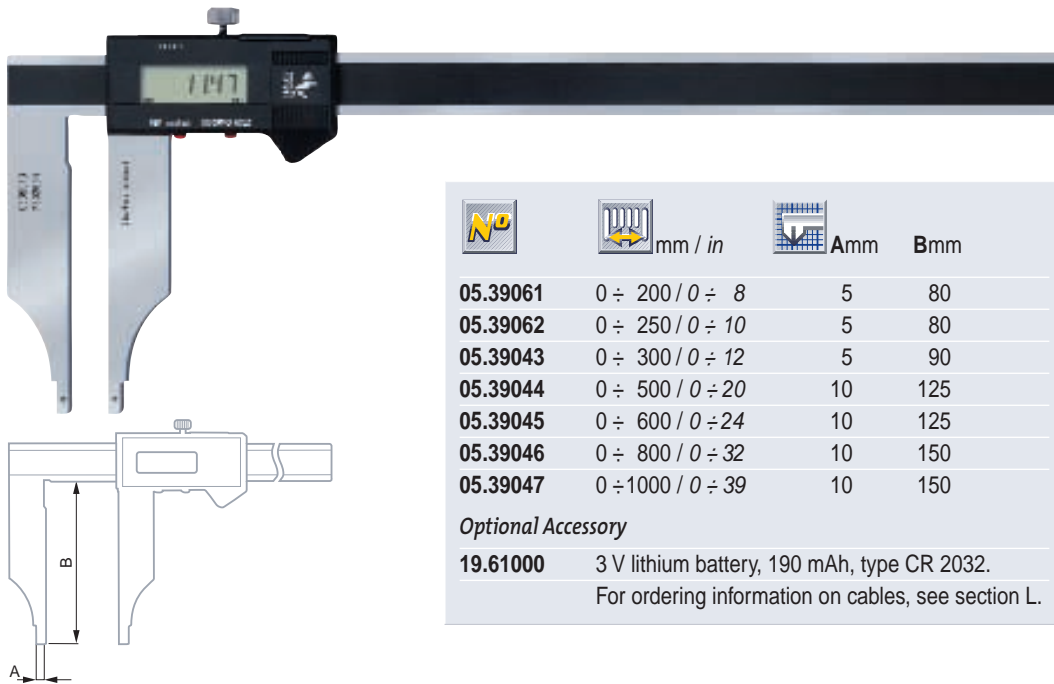 11.47
Nº mm / in Amm Bmm
05.39061 0 ÷ 200 / 0 ÷ 8 5 80
05.39062 0 ÷ 250 / 0 ÷ 10 5 80
05.39043 0 ÷ 300 / 0 ÷ 12 5 90
05.39044 0 ÷ 500 / 0 ÷20 10 125
05.39045 0 ÷ 600 / 0 ÷24 10 125
05.39046 0 ÷ 800 / 0 ÷ 32 10 150
05.39047 0 ÷1000 / 0 ÷ 39 10 150
Optional Accessory
19.61000 3 V lithium battery, 190 mAh, type CR 2032.
For ordering information on cables, see section L.
B
A